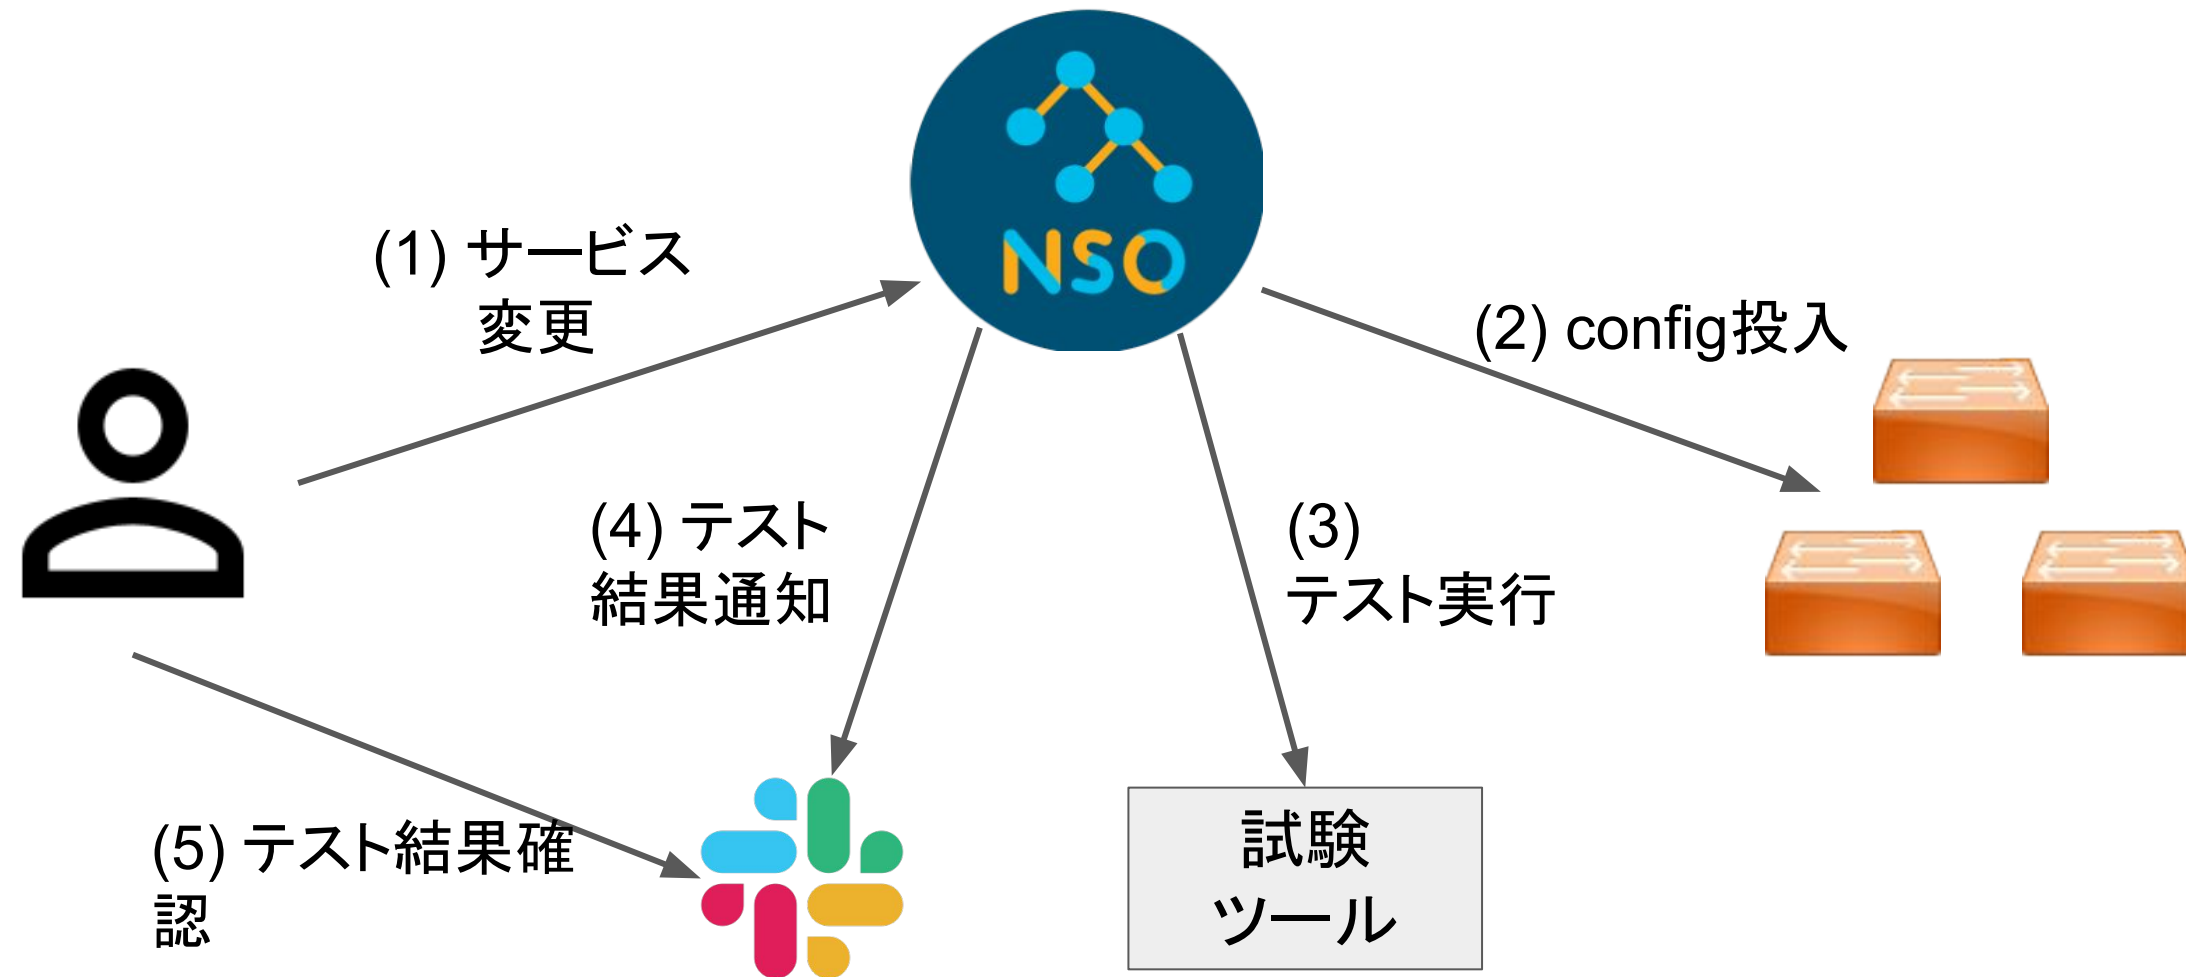 NSO
(1) サービス
変更
(2) config投入
(4) テスト
結果通知
(3)
テスト実行
(5) テスト結果確
認
試験
ツール